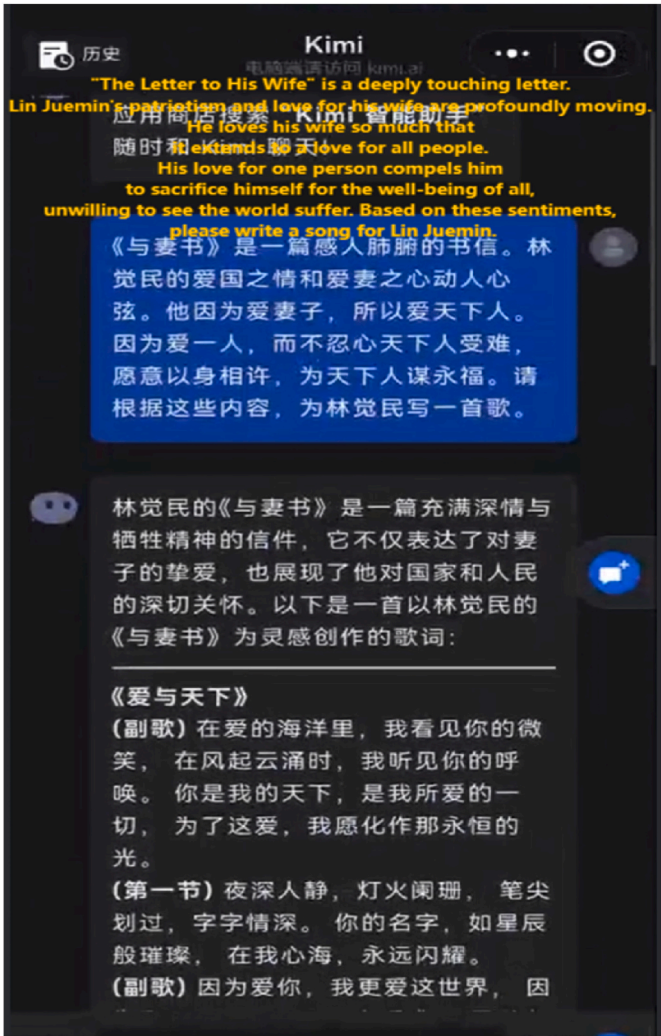 历史
Kimi
电脑端请访问 kimi.ai
"The Letter to His Wife" is a deeply touching letter.
Lin Juemin's patriotism and love for his wife are profoundly moving.
应用商店搜索 "Kimi 智能助手"
He loves his wife so much that
it extends to a love for all people.
His love for one person compels him
to sacrifice himself for the well-being of all,
unwilling to see the world suffer. Based on these sentiments,
please write a song for Lin Juemin.
《与妻书》是一篇感人肺腑的书信。林
觉民的爱国之情和爱妻之心动人心
弦。他因为爱妻子，所以爱天下人。
因为爱一人，而不忍心天下人受难，
愿意以身相许，为天下人谋永福。请
根据这些内容，为林觉民写一首歌。
林觉民的《与妻书》是一篇充满深情与
牺牲精神的信件，它不仅表达了对妻
子的挚爱，也展现了他对国家和人民
的深切关怀。以下是一首以林觉民的
《与妻书》为灵感创作的歌词：
《爱与天下》
(副歌) 在爱的海洋里，我看见你的微
笑， 在风起云涌时，我听见你的呼
唤。 你是我的天下，是我所爱的一
切， 为了这爱，我愿化作那永恒的
光。
(第一节) 夜深人静，灯火阑珊， 笔尖
划过，字字情深。 你的名字，如星辰
般璀璨， 在我心海，永远闪耀。
(副歌) 因为爱你，我更爱这世界， 因